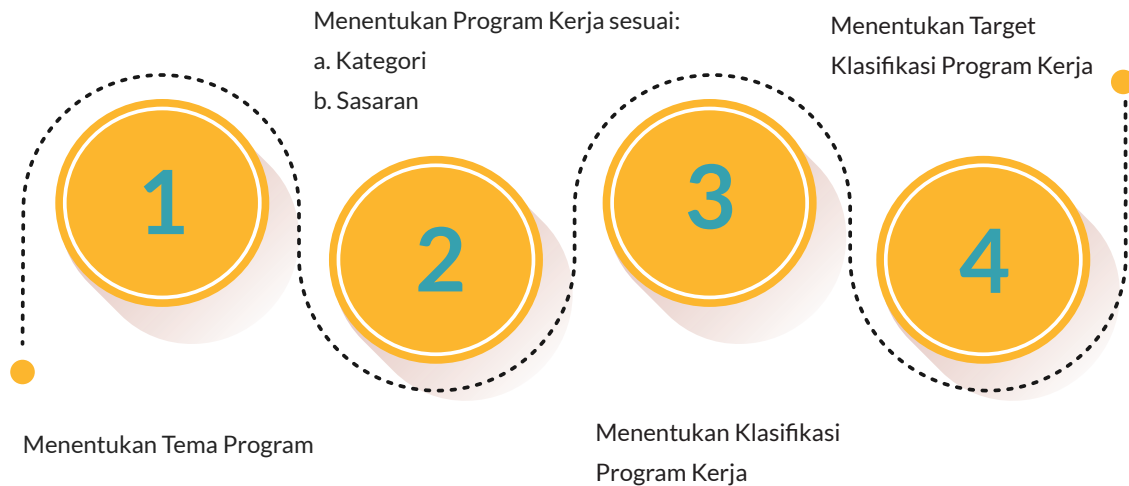 1
Menentukan Tema Program
2
Menentukan Program Kerja sesuai:
a. Kategori
b. Sasaran
3
Menentukan Klasifikasi
Program Kerja
4
Menentukan Target
Klasifikasi Program Kerja